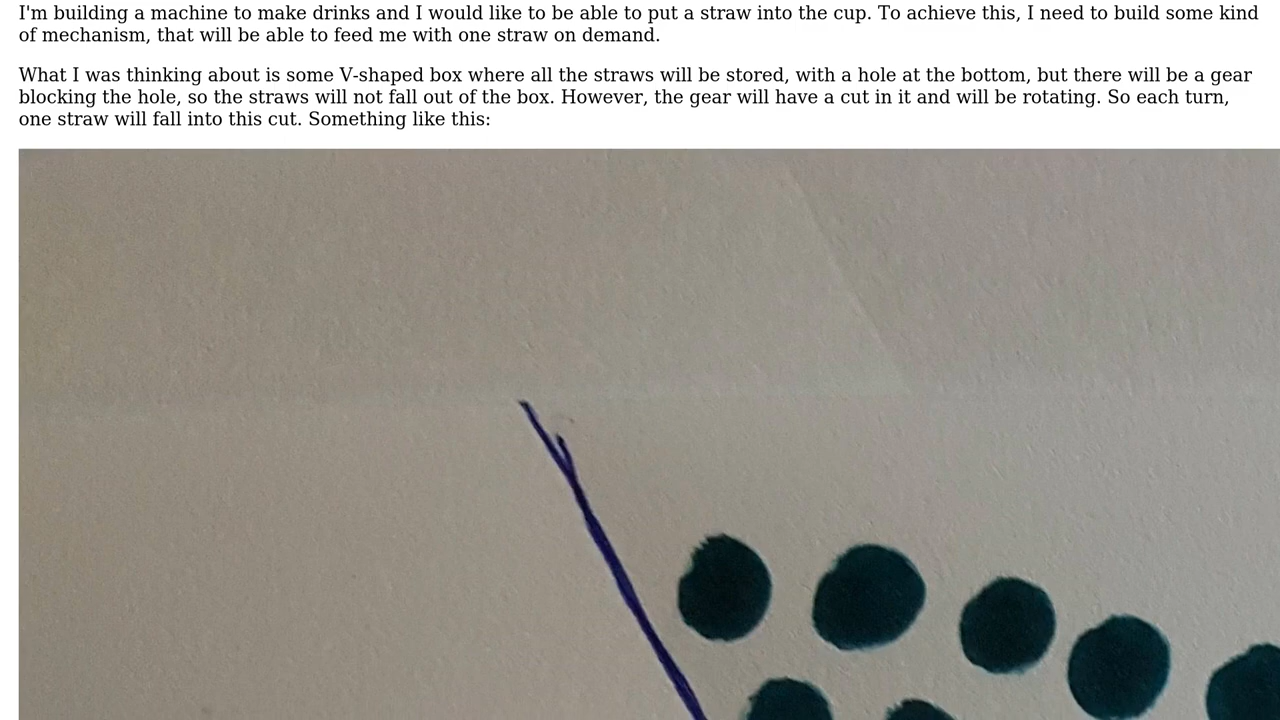 I'm building a machine to make drinks and I would like to be able to put a straw into the cup. To achieve this, I need to build some kind
of mechanism, that will be able to feed me with one straw on demand.
What I was thinking about is some V-shaped box where all the straws will be stored, with a hole at the bottom, but there will be a gear
blocking the hole, so the straws will not fall out of the box. However, the gear will have a cut in it and will be rotating. So each turn,
one straw will fall into this cut. Something like this: